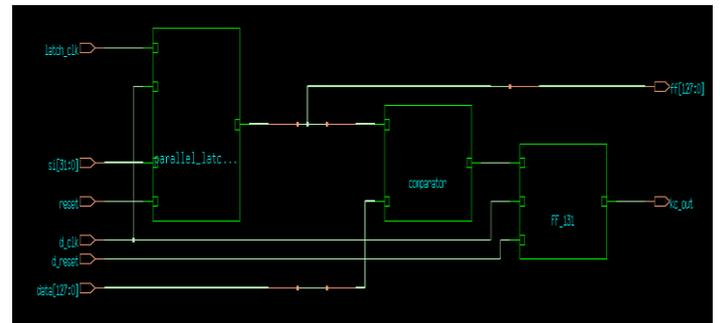 latch_clk
ff[127:0]
parallel_latc...
si[31:0]
comparator
reset
kc_out
FF_131
d_clk
d_reset
data[127:0]